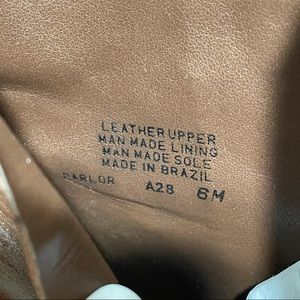 LEATHER UPPER
MAN MADE LINING
MAN MADE SOLE
MADE IN BRAZIL
PARLOR A28 6M